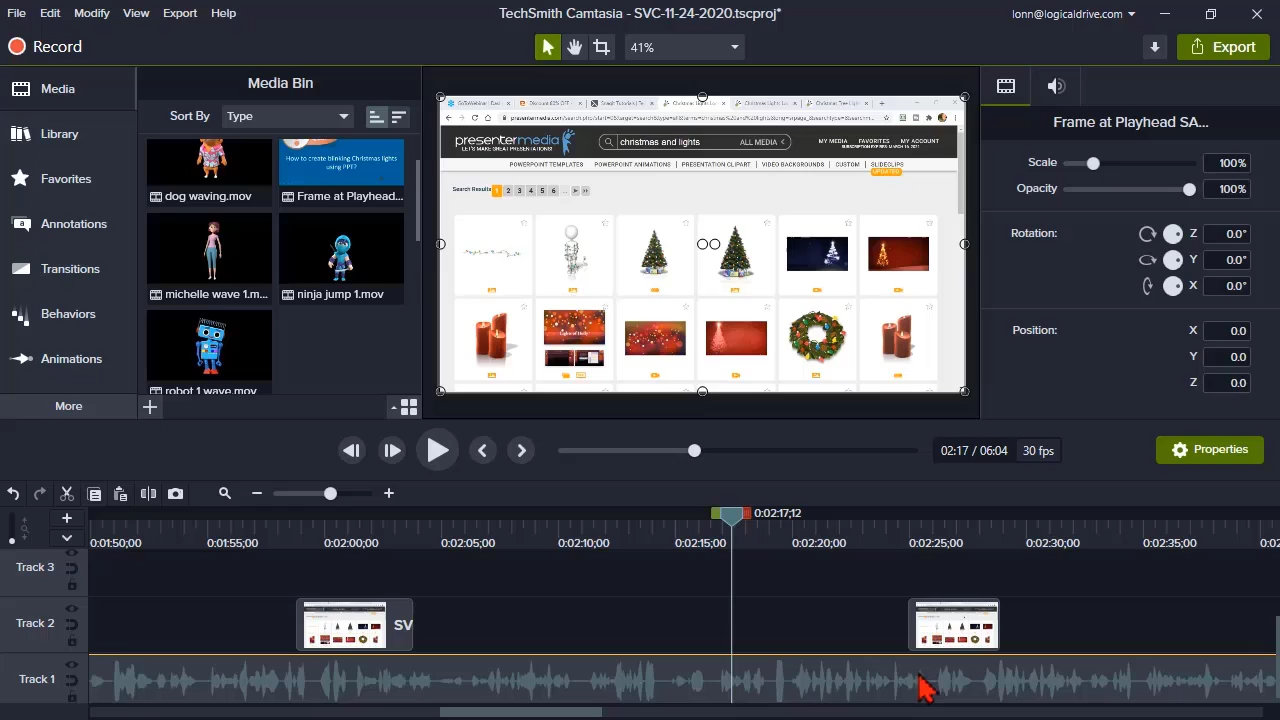 File Edit Modify View Export Help
TechSmith Camtasia - SVC-11-24-2020.tscproj*
lonn@logicaldrive.com
Record
41%
Export
Media
Library
Favorites
Annotations
Transitions
Behaviors
Animations
More
Media Bin
Sort By Type
dog waving.mov
How to create blinking Christmas lights using PPT?
Frame at Playhead...
michelle wave 1.m...
ninja jump 1.mov
robot 1 wave.mov
presentermedia
LET'S MAKE GREAT PRESENTATIONS!
christmas and lights
ALL MEDIA
MY MEDIA FAVORITES MY ACCOUNT
POWERPOINT TEMPLATES POWERPOINT ANIMATIONS PRESENTATION CLIPART VIDEO BACKGROUNDS CUSTOM SLIDECLIPS
UPDATED
Search Results 1 2 3 4 5 6 ...
Frame at Playhead SA...
Scale 100%
Opacity 100%
Rotation: Z 0.0°
Y 0.0°
X 0.0°
Position: X 0.0
Y 0.0
Z 0.0
02:17 / 06:04 30 fps
Properties
0:02:17;12
0:01:50;00 0:01:55;00 0:02:00;00 0:02:05;00 0:02:10;00 0:02:15;00 0:02:20;00 0:02:25;00 0:02:30;00 0:02:35;00
Track 3
Track 2
SV
Track 1